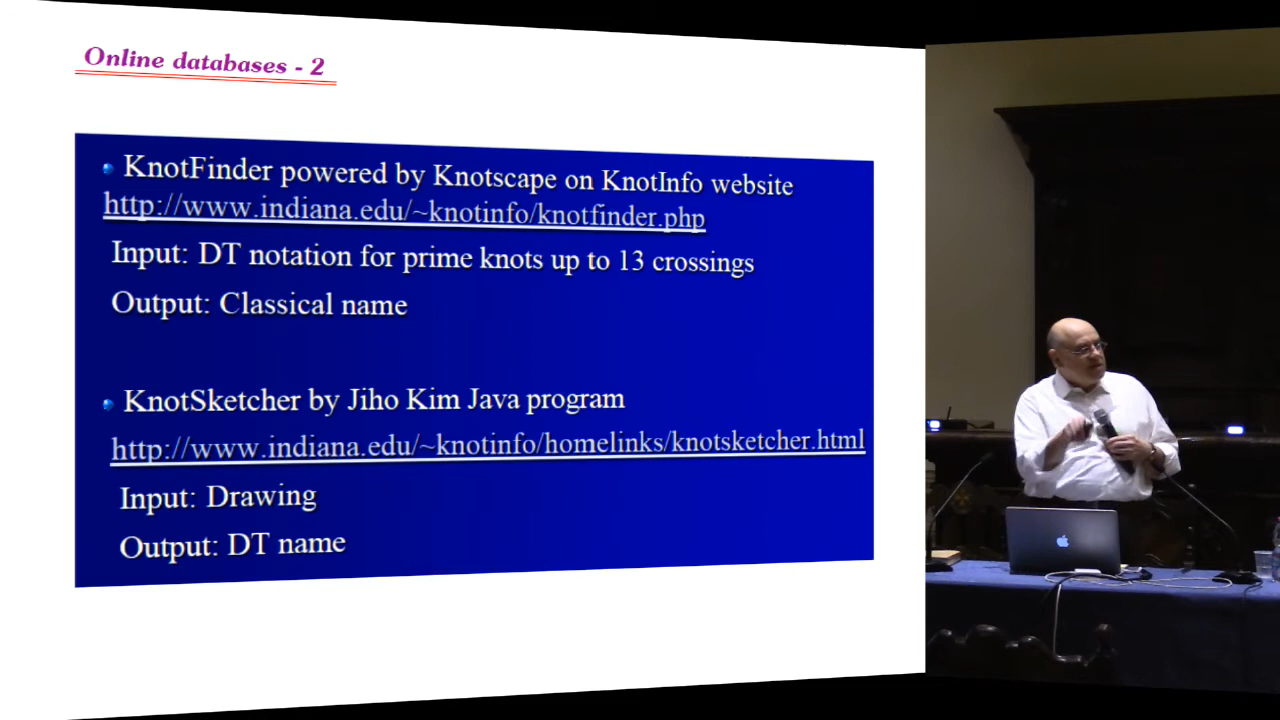 Online databases - 2
KnotFinder powered by Knotscape on KnotInfo website
http://www.indiana.edu/~knotinfo/knotfinder.php
Input: DT notation for prime knots up to 13 crossings
Output: Classical name
KnotSketcher by Jiho Kim Java program
http://www.indiana.edu/~knotinfo/homelinks/knotsketcher.html
Input: Drawing
Output: DT name